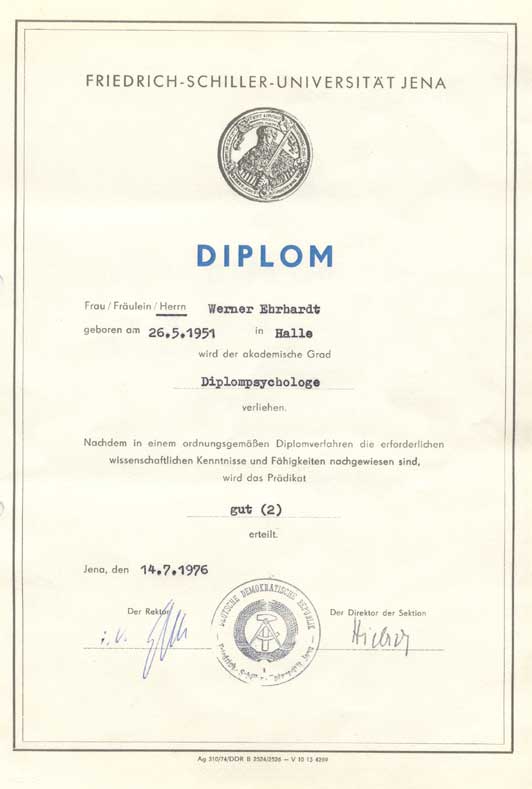 FRIEDRICH-SCHILLER-UNIVERSITÄT JENA
DIPLOM
Frau / Fräulein / Herrn Werner Ehrhardt
geboren am 26.5.1951 in Halle
wird der akademische Grad
Diplompsychologe
verliehen.
Nachdem in einem ordnungsgemäßen Diplomverfahren die erforderlichen
wissenschaftlichen Kenntnisse und Fähigkeiten nachgewiesen sind,
wird das Prädikat
gut (2)
erteilt.
Jena, den 14.7.1976
Der Rektor
Der Direktor der Sektion
i.V.
DEUTSCHE DEMOKRATISCHE REPUBLIK
Ag 310/74/DDR B 2524/2526 – V 10 13 4259